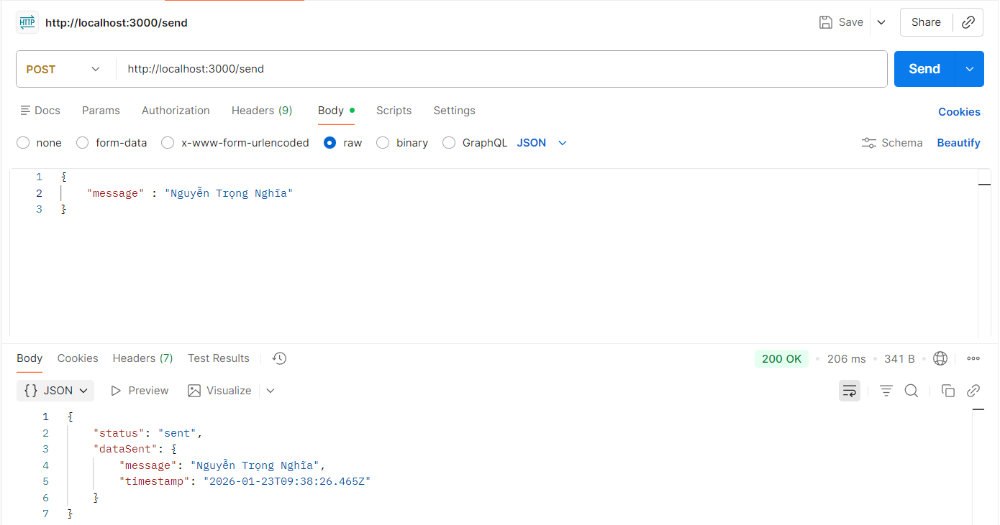 HTTP http://localhost:3000/send Save Share
POST http://localhost:3000/send Send
Docs Params Authorization Headers (9) Body Scripts Settings Cookies
none form-data x-www-form-urlencoded raw binary GraphQL JSON Schema Beautify
1 {
2 "message" : "Nguyễn Trọng Nghĩa"
3 }
Body Cookies Headers (7) Test Results 200 OK • 206 ms • 341 B
{} JSON Preview Visualize
1 {
2 "status": "sent",
3 "dataSent": {
4 "message": "Nguyễn Trọng Nghĩa",
5 "timestamp": "2026-01-23T09:38:26.465Z"
6 }
7 }